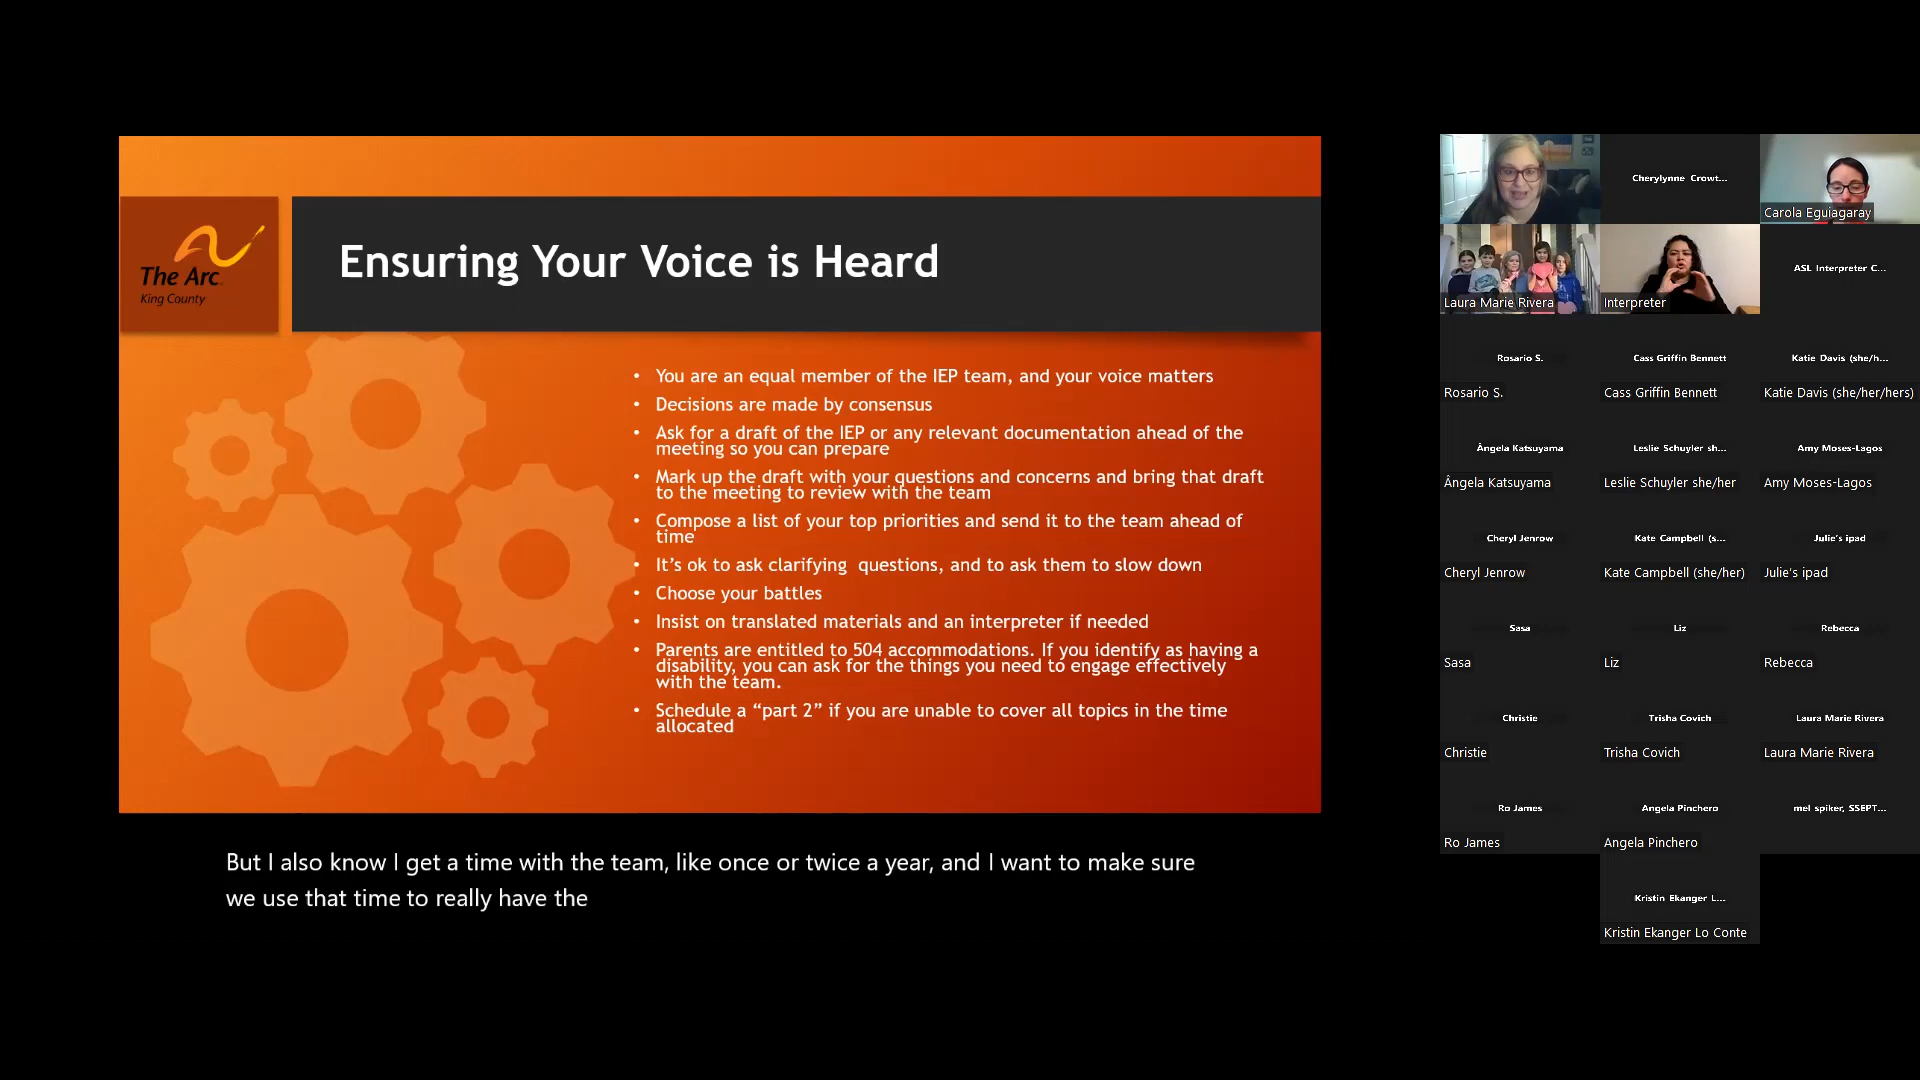 The Arc
King County
Ensuring Your Voice is Heard
• You are an equal member of the IEP team, and your voice matters
• Decisions are made by consensus
• Ask for a draft of the IEP or any relevant documentation ahead of the
meeting so you can prepare
• Mark up the draft with your questions and concerns and bring that draft
to the meeting to review with the team
• Compose a list of your top priorities and send it to the team ahead of
time
• It’s ok to ask clarifying  questions, and to ask them to slow down
• Choose your battles
• Insist on translated materials and an interpreter if needed
• Parents are entitled to 504 accommodations. If you identify as having a
disability, you can ask for the things you need to engage effectively
with the team.
• Schedule a “part 2” if you are unable to cover all topics in the time
allocated
But I also know I get a time with the team, like once or twice a year, and I want to make sure
we use that time to really have the
Cherylynne Crowt...
Carola Eguiagaray
Laura Marie Rivera
Interpreter
ASL Interpreter C...
Rosario S.
Cass Griffin Bennett
Katie Davis (she/h...
Rosario S.
Cass Griffin Bennett
Katie Davis (she/her/hers)
Ângela Katsuyama
Leslie Schuyler sh...
Amy Moses-Lagos
Ângela Katsuyama
Leslie Schuyler she/her
Amy Moses-Lagos
Cheryl Jenrow
Kate Campbell (s...
Julie's ipad
Cheryl Jenrow
Kate Campbell (she/her)
Julie's ipad
Sasa
Liz
Rebecca
Sasa
Liz
Rebecca
Christie
Trisha Covich
Laura Marie Rivera
Christie
Trisha Covich
Laura Marie Rivera
Ro James
Angela Pinchero
mel spiker, SSEPT...
Ro James
Angela Pinchero
Kristin Ekanger L...
Kristin Ekanger Lo Conte